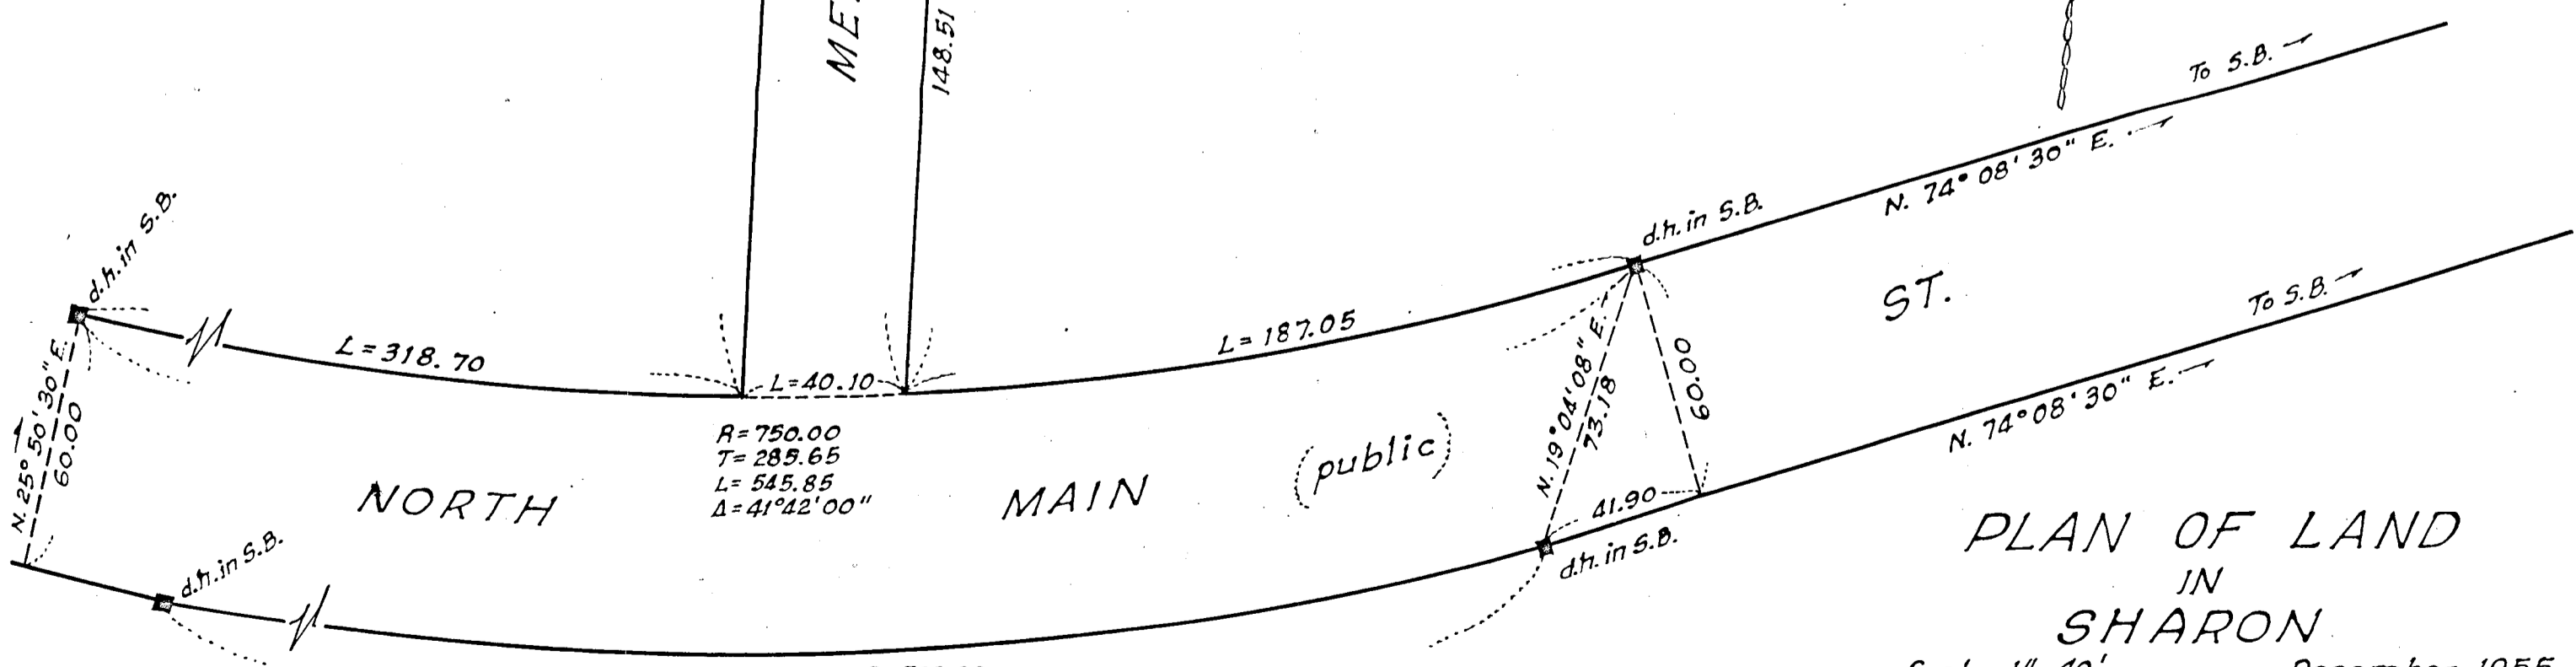 148.51
To S.B.
N. 74° 08' 30" E.
d.h. in S.B.
d.h. in S.B.
ST.
To S.B.
N. 74° 08' 30" E.
L = 318.70
L = 40.10
L = 187.05
N. 25° 50' 30" E.
60.00
N. 19° 04' 08" E.
73.18
60.00
R = 750.00
T = 285.65
L = 545.85
Δ = 41° 42' 00"
NORTH MAIN (public)
41.90
d.h. in S.B.
d.h. in S.B.
PLAN OF LAND
IN
SHARON
December 1955